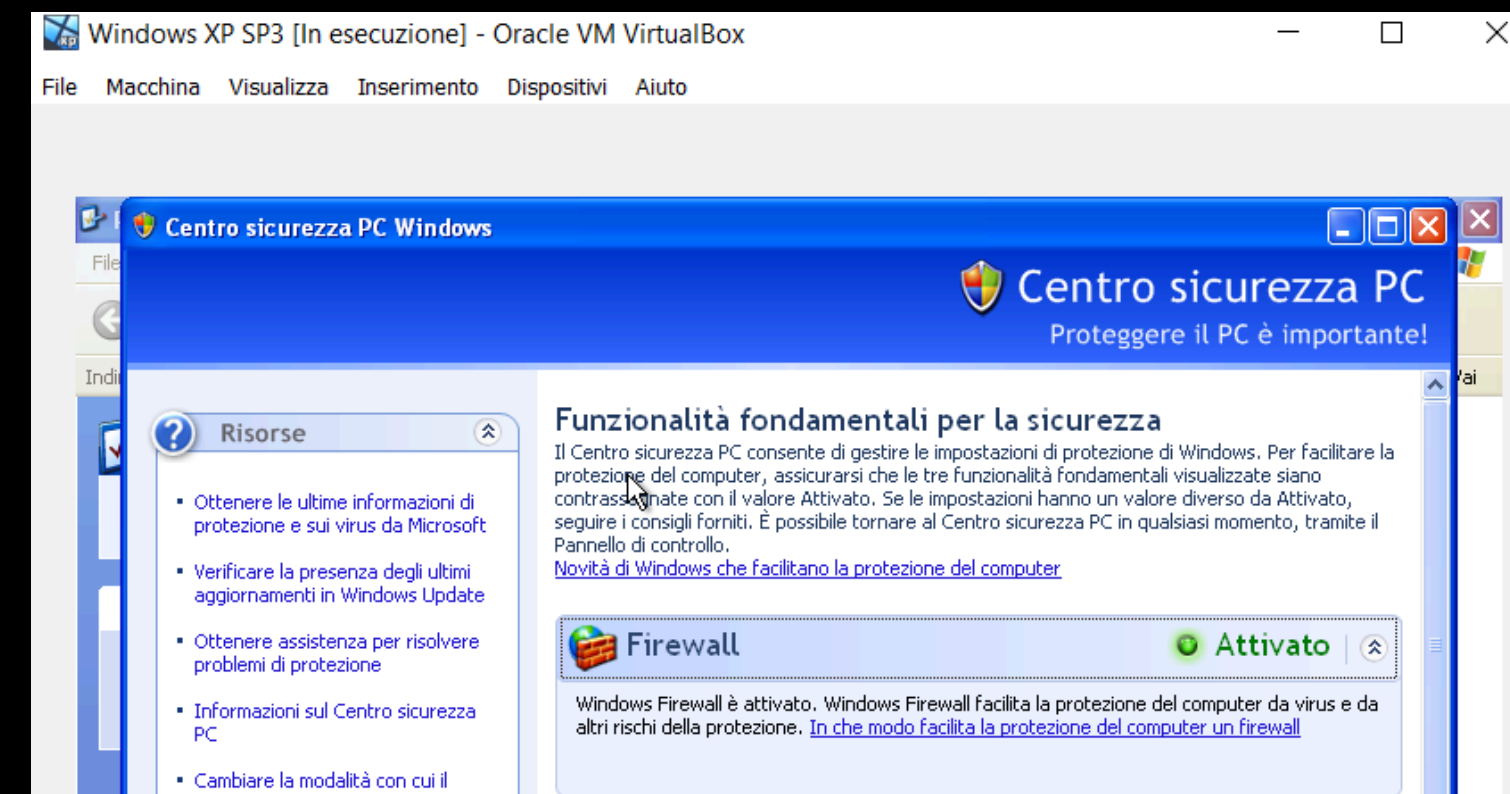 Windows XP SP3 [In esecuzione] - Oracle VM VirtualBox
File Macchina Visualizza Inserimento Dispositivi Aiuto
Centro sicurezza PC Windows
File
Centro sicurezza PC
Proteggere il PC è importante!
Indi
Risorse
Ottenere le ultime informazioni di
protezione e sui virus da Microsoft
Verificare la presenza degli ultimi
aggiornamenti in Windows Update
Ottenere assistenza per risolvere
problemi di protezione
Informazioni sul Centro sicurezza
PC
Cambiare la modalità con cui il
Funzionalità fondamentali per la sicurezza
Il Centro sicurezza PC consente di gestire le impostazioni di protezione di Windows. Per facilitare la
protezione del computer, assicurarsi che le tre funzionalità fondamentali visualizzate siano
contrassegnate con il valore Attivato. Se le impostazioni hanno un valore diverso da Attivato,
seguire i consigli forniti. È possibile tornare al Centro sicurezza PC in qualsiasi momento, tramite il
Pannello di controllo.
Novità di Windows che facilitano la protezione del computer
Firewall Attivato
Windows Firewall è attivato. Windows Firewall facilita la protezione del computer da virus e da
altri rischi della protezione. In che modo facilita la protezione del computer un firewall